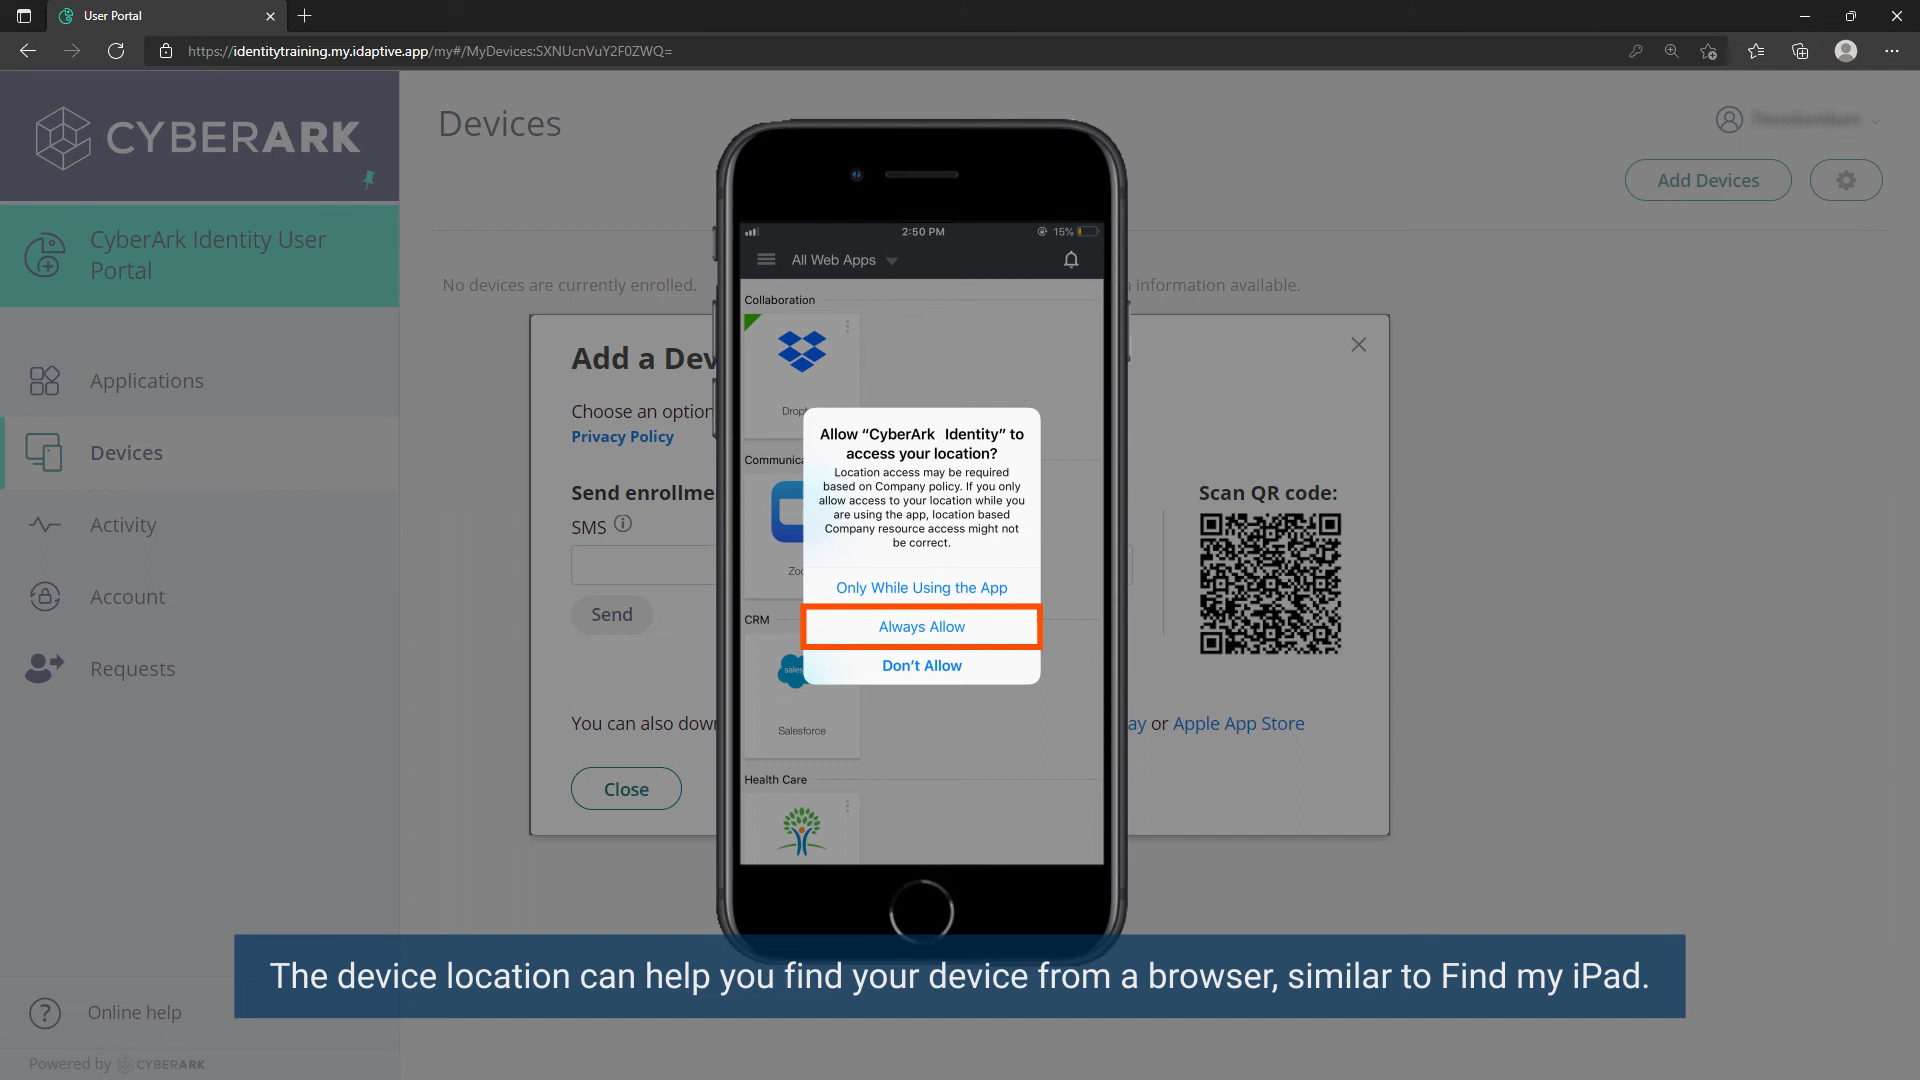 User Portal
https://identitytraining.my.idaptive.app/my#/MyDevices:SXNUcnVuY2F0ZWQ=
CYBERARK
CyberArk Identity User
Portal
Applications
Devices
Activity
Account
Requests
Online help
Powered by CYBERARK
Devices
Add Devices
No devices are currently enrolled.
information available.
Add a Dev
Choose an option
Privacy Policy
Send enrollme
SMS
Send
Scan QR code:
You can also dow
ay or Apple App Store
Close
2:50 PM
15%
All Web Apps
Collaboration
Drop
Communica
Zoo
CRM
sales
Salesforce
Health Care
Allow “CyberArk Identity” to
access your location?
Location access may be required
based on Company policy. If you only
allow access to your location while you
are using the app, location based
Company resource access might not
be correct.
Only While Using the App
Always Allow
Don’t Allow
The device location can help you find your device from a browser, similar to Find my iPad.